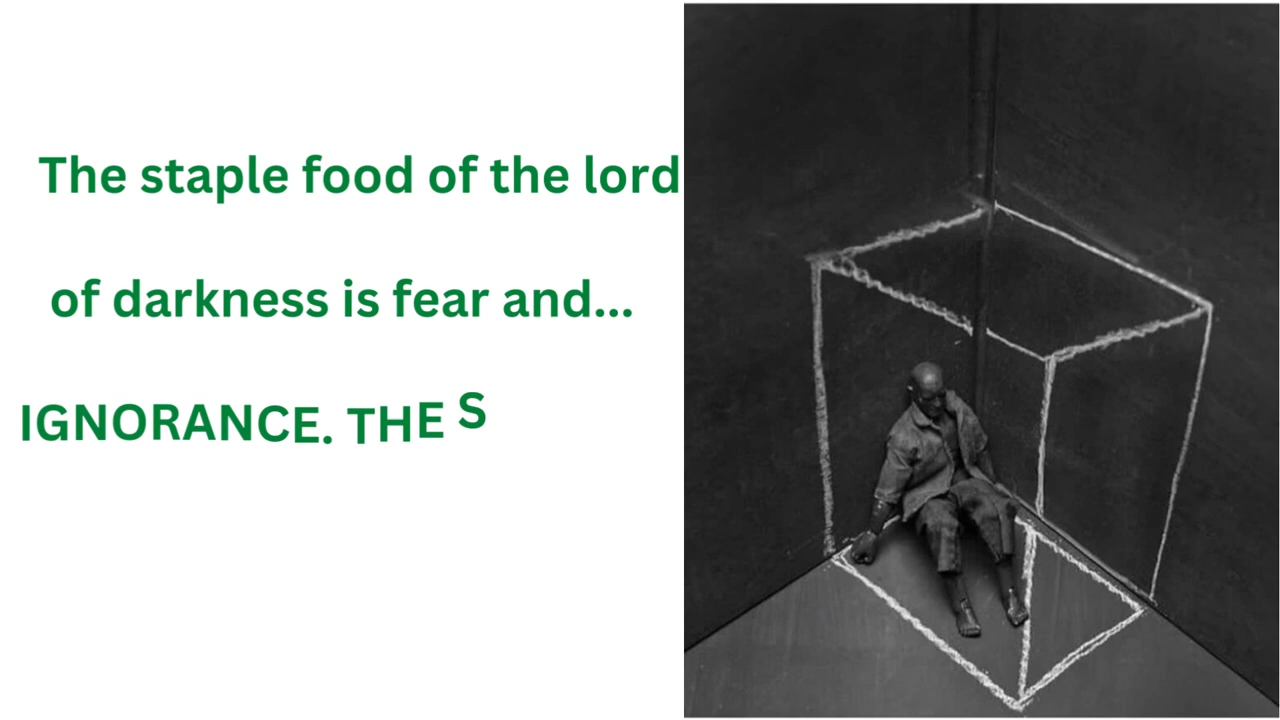 The staple food of the lord
of darkness is fear and...
IGNORANCE. THE S